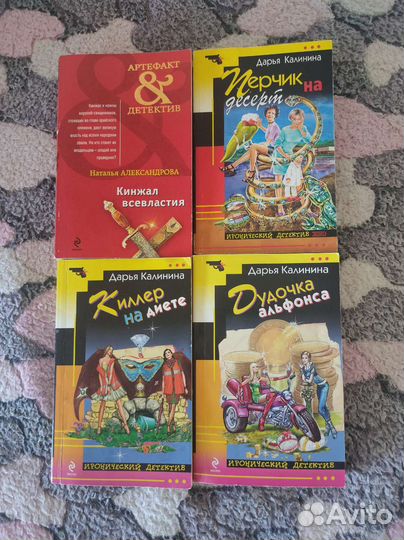 АРТЕФАКТ
&
ДЕТЕКТИВ
Наталья АЛЕКСАНДРОВА
Кинжал
всевластия
Дарья Калинина
Перчик на
десерт
ИРОНИЧЕСКИЙ ДЕТЕКТИВ
Дарья Калинина
Киллер
на диете
ИРОНИЧЕСКИЙ ДЕТЕКТИВ
Дарья Калинина
Дудочка
альфонса
ИРОНИЧЕСКИЙ ДЕТЕКТИВ
Avito